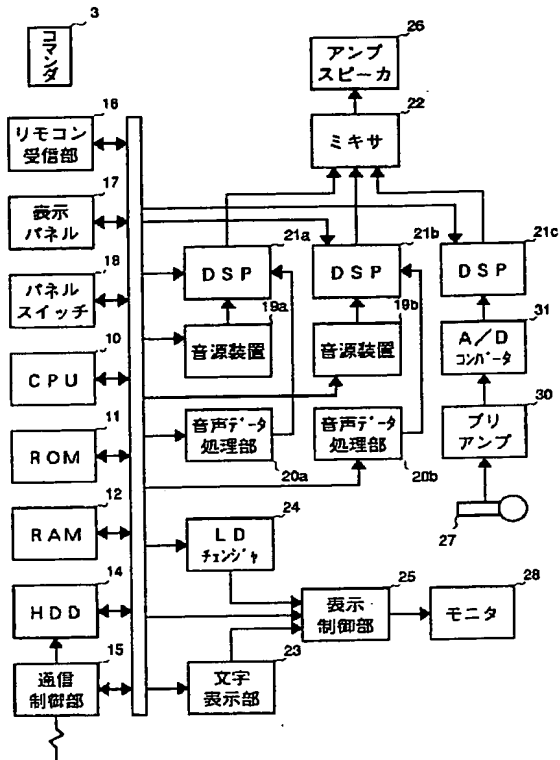 3
コマンダ
16
リモコン
受信部
17
表示
パネル
18
パネル
スイッチ
10
CPU
11
ROM
12
RAM
14
HDD
15
通信
制御部
26
アンプ
スピーカ
22
ミキサ
21a
DSP
21b
DSP
21c
DSP
19a
音源装置
19b
音源装置
31
A/D
コンバータ
音声データ
処理部
20a
音声データ
処理部
20b
30
プリ
アンプ
27
24
LD
チェンジャ
25
表示
制御部
28
モニタ
23
文字
表示部